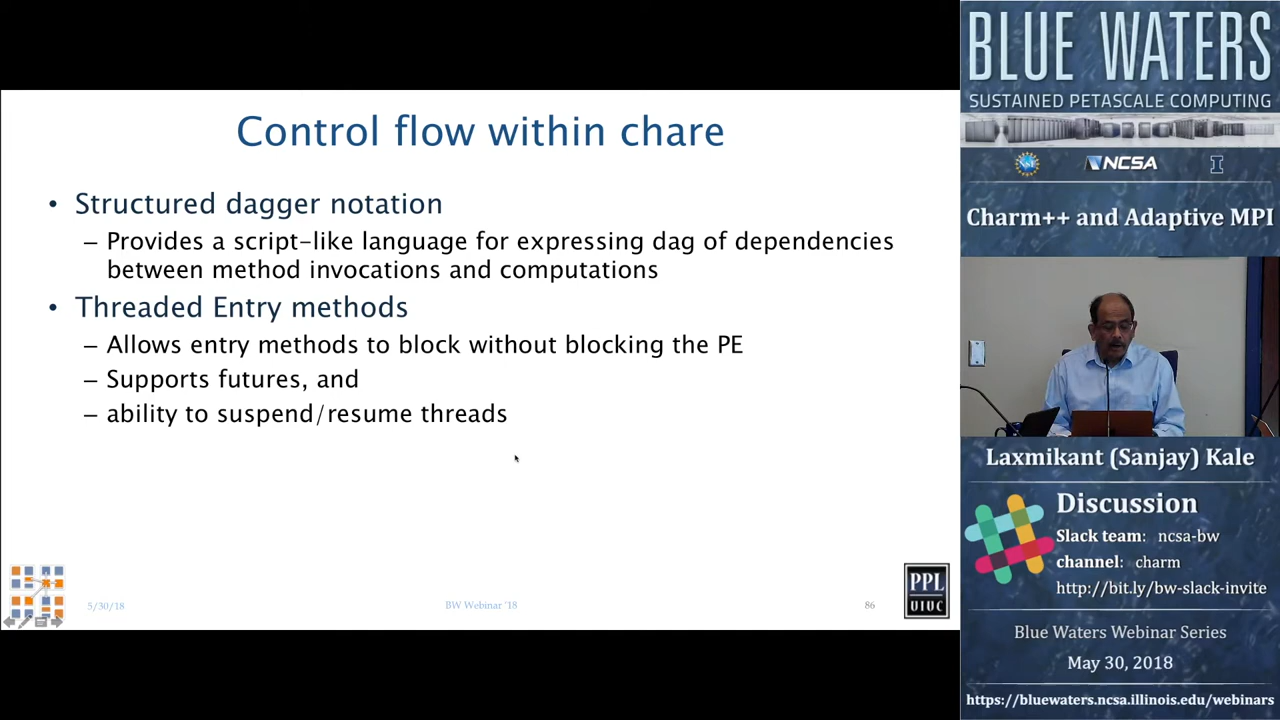 Control flow within chare
• Structured dagger notation
– Provides a script-like language for expressing dag of dependencies
between method invocations and computations
• Threaded Entry methods
– Allows entry methods to block without blocking the PE
– Supports futures, and
– ability to suspend/resume threads
5/30/18
BW Webinar '18
86
PPL
UIUC
BLUE WATERS
SUSTAINED PETASCALE COMPUTING
NSF
NCSA
I
Charm++ and Adaptive MPI
Laxmikant (Sanjay) Kale
Discussion
Slack team: ncsa-bw
channel: charm
http://bit.ly/bw-slack-invite
Blue Waters Webinar Series
May 30, 2018
https://bluewaters.ncsa.illinois.edu/webinars